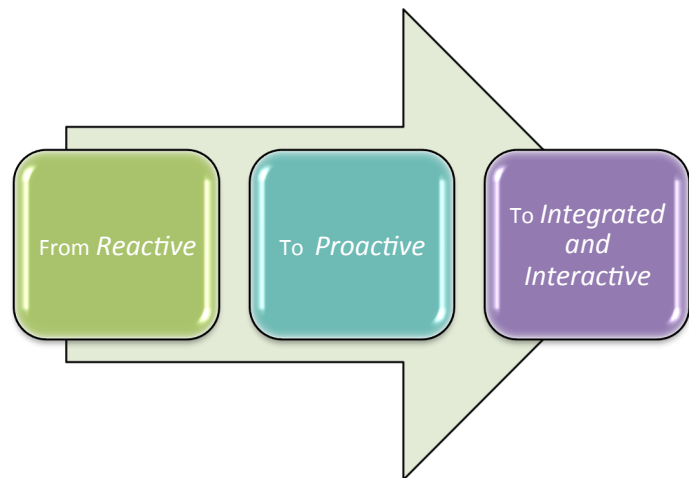 From Reactive
To Proactive
To Integrated
and
Interactive